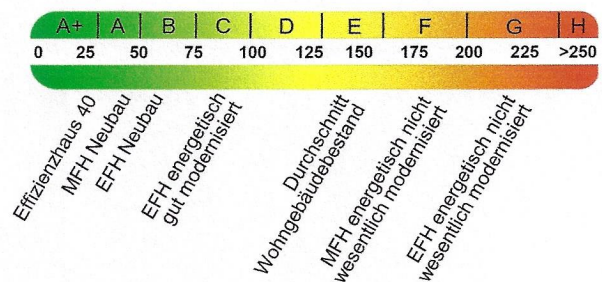 A+ A B C D E F G H
0 25 50 75 100 125 150 175 200 225 >250
Effizienzhaus 40
MFH Neubau
EFH Neubau
EFH energetisch
gut modernisiert
Durchschnitt
Wohngebäudebestand
MFH energetisch nicht
wesentlich modernisiert
EFH energetisch nicht
wesentlich modernisiert